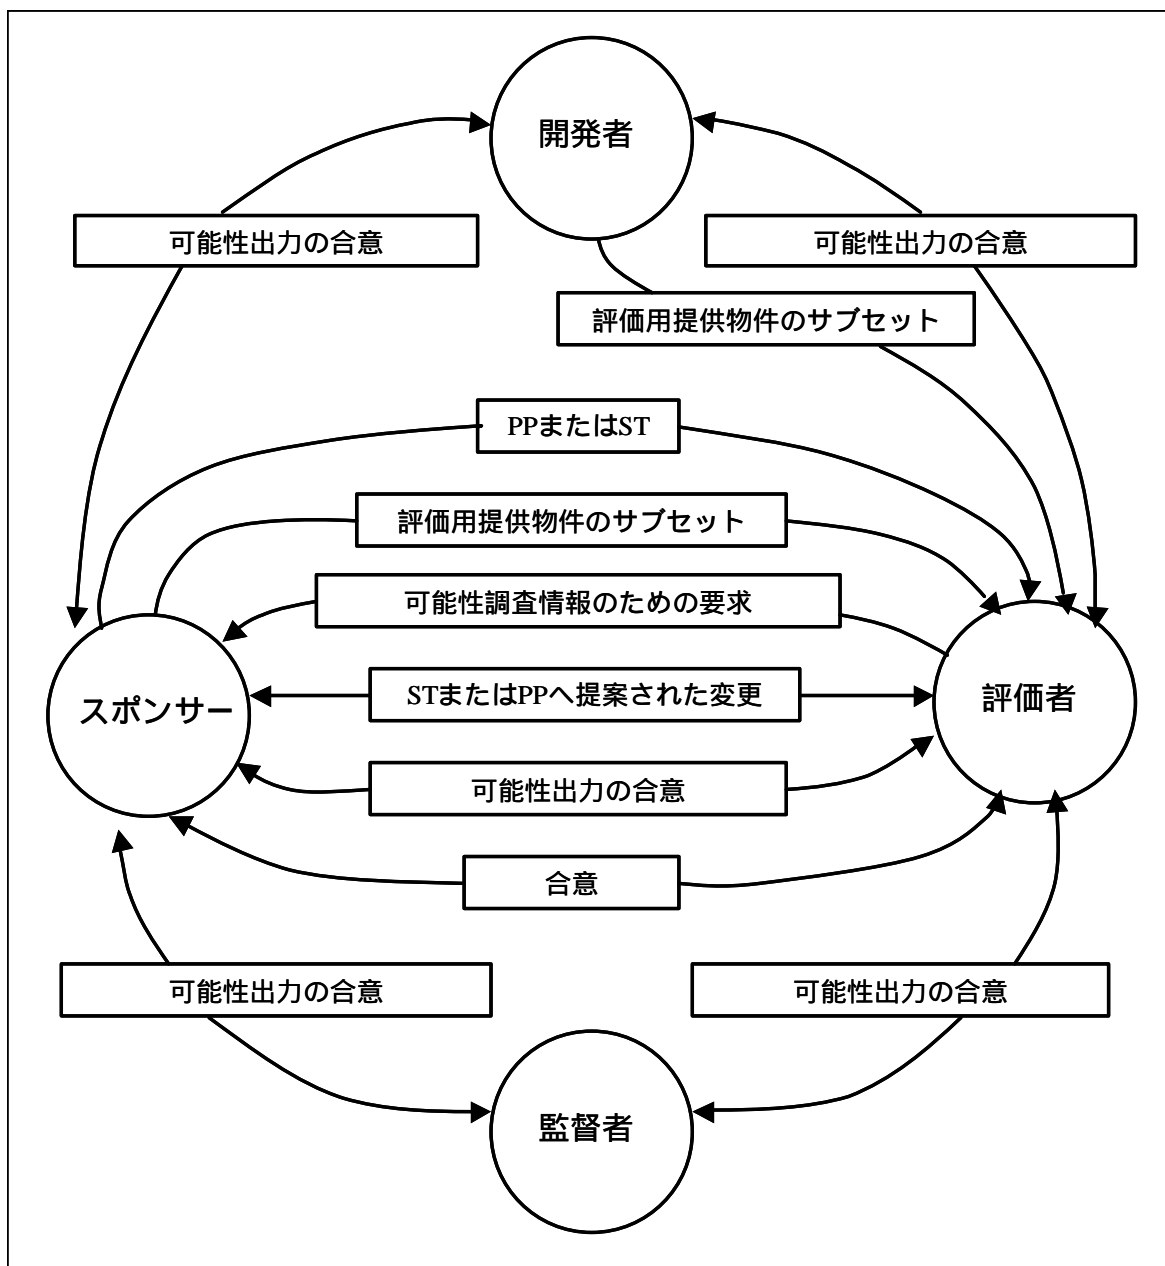 開発者
可能性出力の合意
可能性出力の合意
評価用提供物件のサブセット
PPまたはST
評価用提供物件のサブセット
可能性調査情報のための要求
STまたはPPへ提案された変更
スポンサー
評価者
可能性出力の合意
合意
可能性出力の合意
可能性出力の合意
監督者